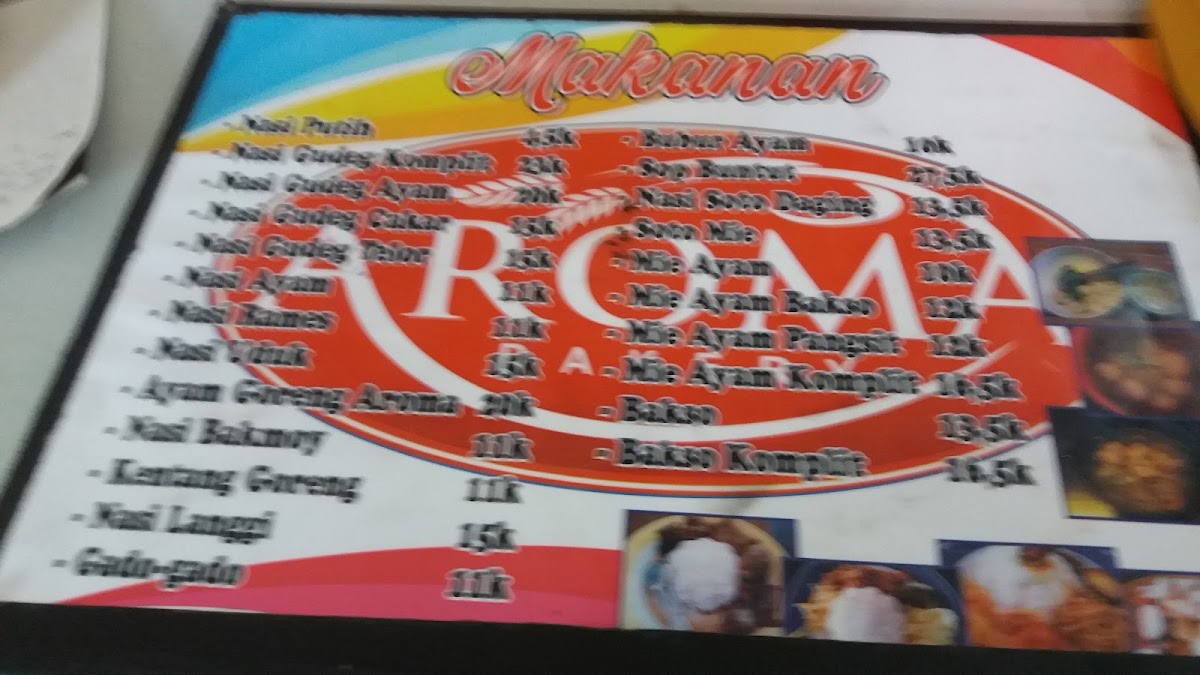 Makanan
- Nasi Putih 4,5k
- Nasi Gudeg Komplit 23k
- Nasi Gudeg Ayam 20k
- Nasi Gudeg Cakar 15k
- Nasi Gudeg Telor 15k
- Nasi Ayam 11k
- Nasi Rames 11k
- Nasi Uduk 15k
- Ayam Goreng Aroma 20k
- Nasi Bakmoy 11k
- Kentang Goreng 11k
- Nasi Langgi 15k
- Gado-gado 11k
- Bubur Ayam 10k
- Sop Buntut 27,5k
- Nasi Soto Daging 13,5k
- Soto Mie 13,5k
- Mie Ayam 10k
- Mie Ayam Bakso 12k
- Mie Ayam Pangsit 12k
- Mie Ayam Komplit 16,5k
- Bakso 13,5k
- Bakso Komplit 16,5k
AROMA
BAKERY